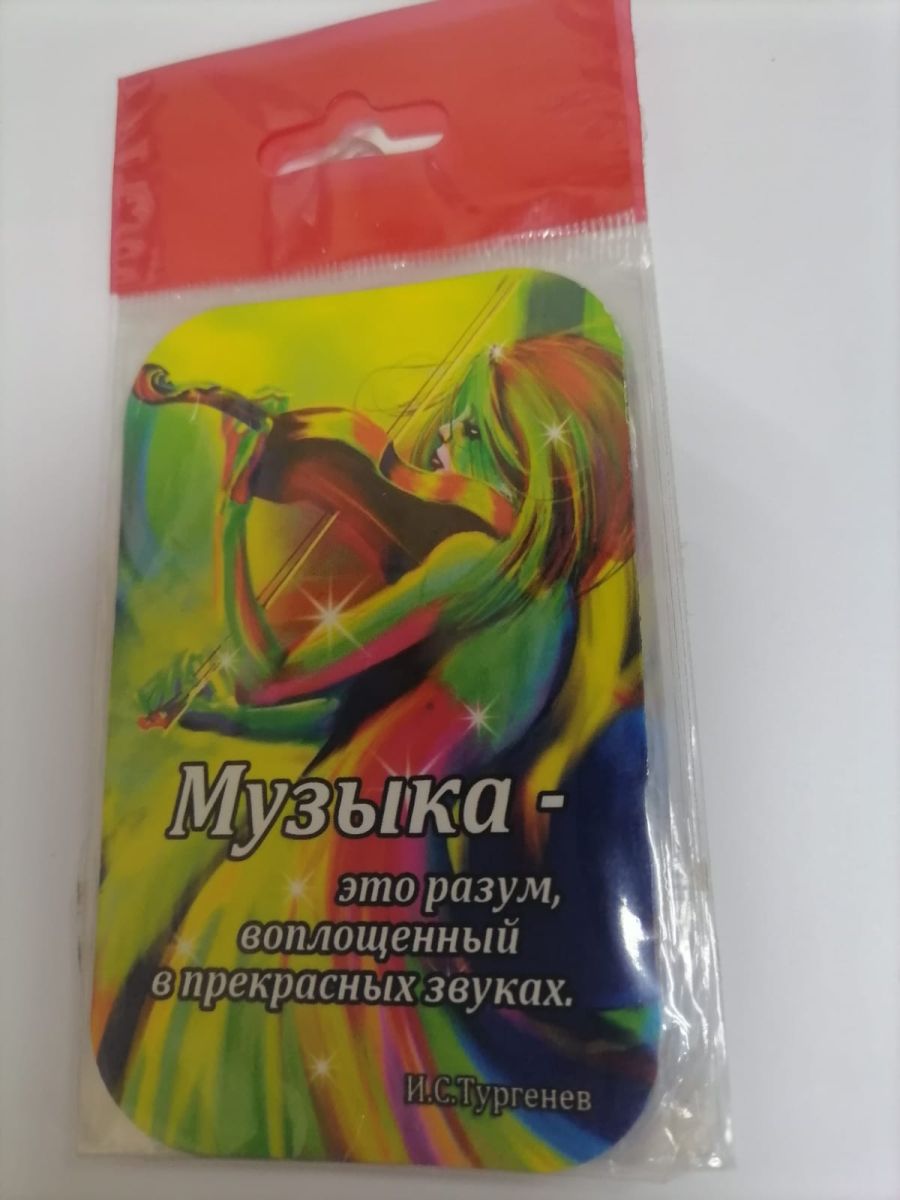 Музыка -
это разум,
воплощенный
в прекрасных звуках.
И.С.Тургенев